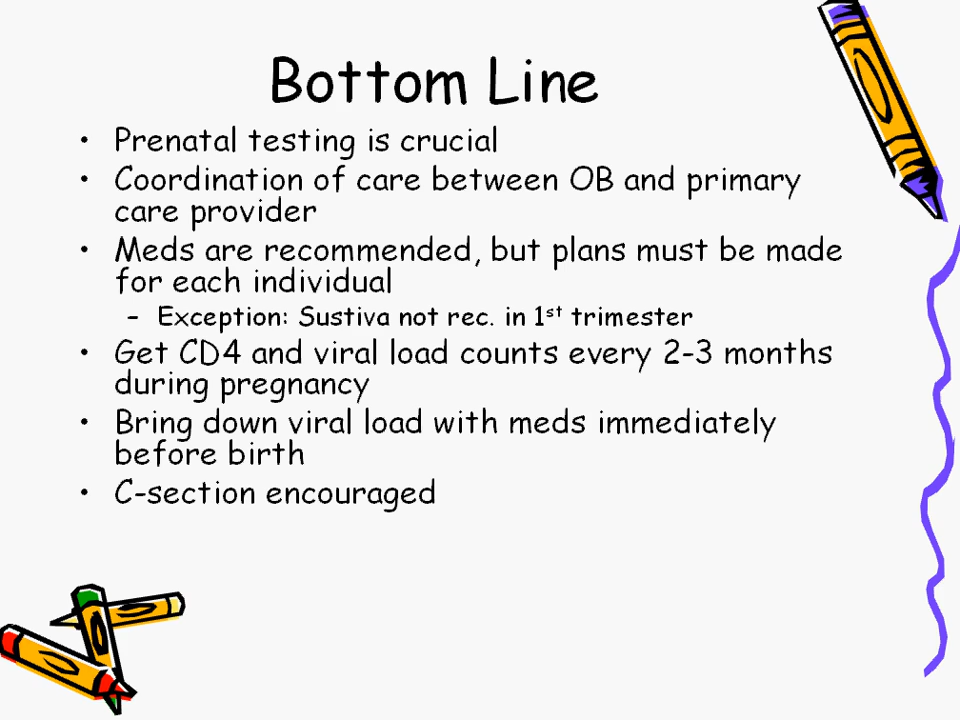 Bottom Line
• Prenatal testing is crucial
• Coordination of care between OB and primary
care provider
• Meds are recommended, but plans must be made
for each individual
– Exception: Sustiva not rec. in 1st trimester
• Get CD4 and viral load counts every 2-3 months
during pregnancy
• Bring down viral load with meds immediately
before birth
• C-section encouraged